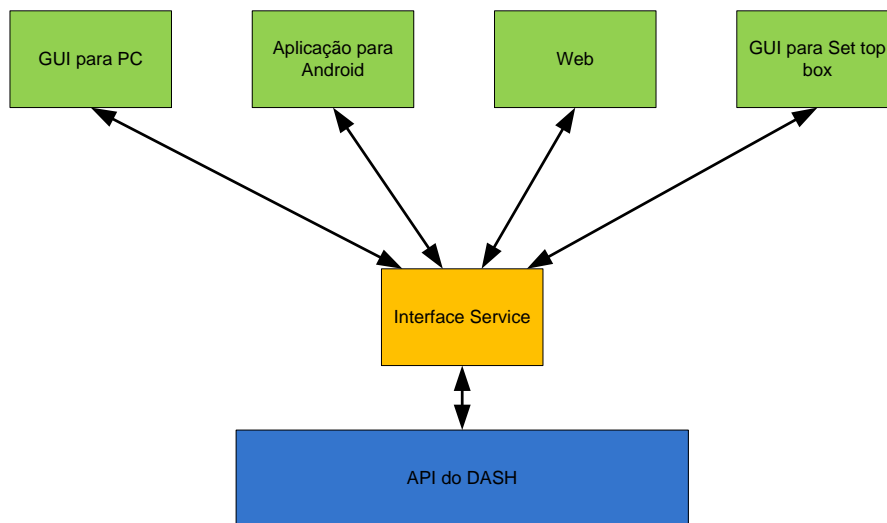 GUI para PC
Aplicação para
Android
Web
GUI para Set top
box
Interface Service
API do DASH